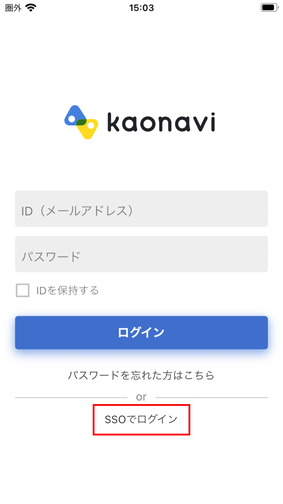 圏外 15:03
kaonavi
ID（メールアドレス）
パスワード
IDを保持する
ログイン
パスワードを忘れた方はこちら
or
SSOでログイン